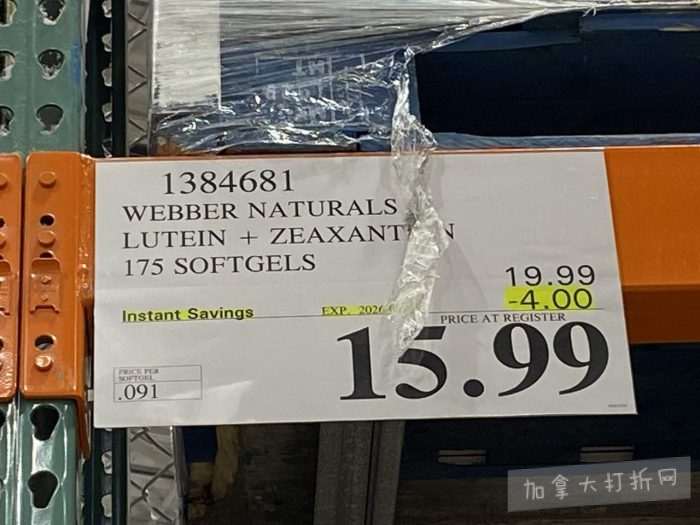 1384681
WEBBER NATURALS
LUTEIN + ZEAXANT N
175 SOFTGELS
19.99
-4.00
Instant Savings
EXP. 2026
PRICE AT REGISTER
15.99
PRICE PER
SOFTGEL
.091
加拿大打折网